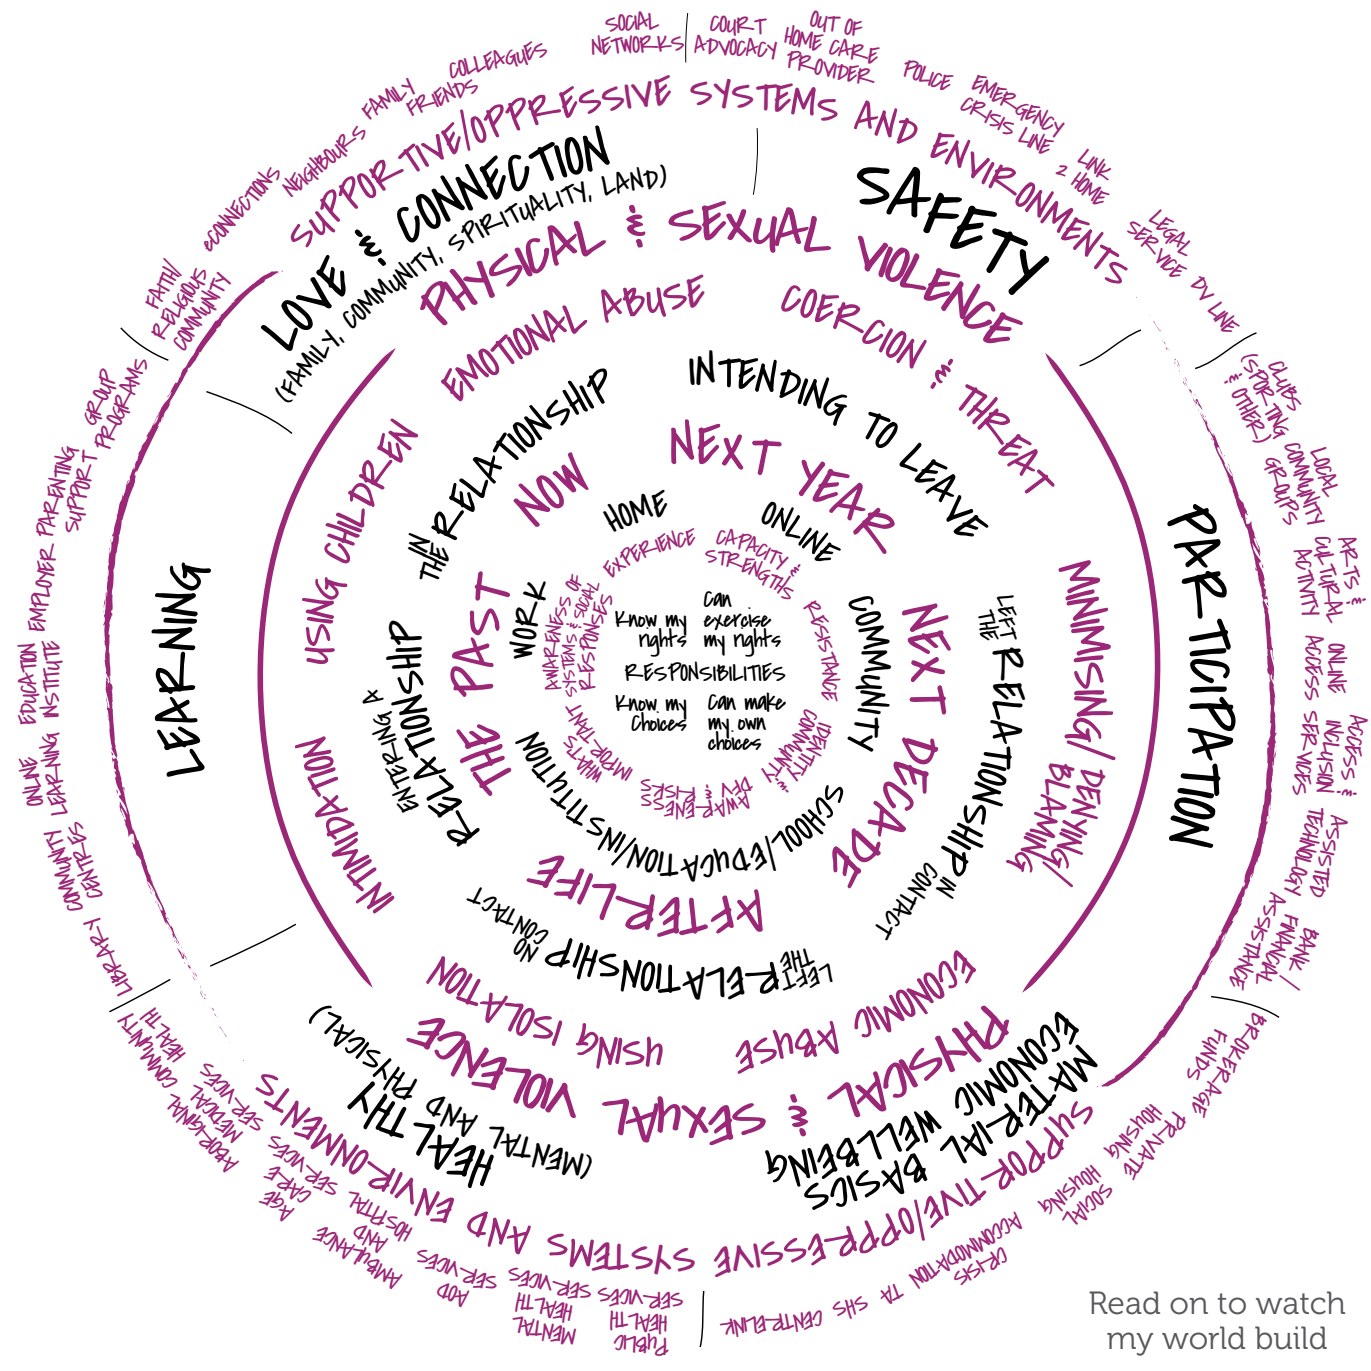 SOCIAL
NETWORKS
COLLEAGUES
FAMILY
FRIENDS
NEIGHBOURS
eCONNECTIONS
FAITH/
RELIGIOUS
COMMUNITY
COURT
ADVOCACY
OUT OF
HOME CARE
PROVIDER
POLICE
EMERGENCY
CRISIS LINE
LINK
2 HOME
LEGAL
SERVICE
DV LINE
CLUBS
(SPORTING
& OTHER)
LOCAL
COMMUNITY
GROUPS
ARTS &
CULTURAL
ACTIVITY
ONLINE
ACCESS
ACCESS &
INCLUSION
SERVICES
ASSISTED
TECHNOLOGY
BANK /
FINANCIAL
ASSISTANCE
BROKERAGE
FUNDS
PRIVATE
HOUSING
SOCIAL
HOUSING
CRISIS
ACCOMMODATION
TA
SHS
CENTRELINK
PUBLIC
HEALTH
SERVICES
MENTAL
HEALTH
SERVICES
AOD
SERVICES
AMBULANCE
AND
HOSPITAL
SERVICES
AGE
CARE
SERVICES
ABORIGINAL
MEDICAL
SERVICES
COMMUNITY
HEALTH
LIBRARY
COMMUNITY
CENTRES
ONLINE
LEARNING
EDUCATION
INSTITUTE
EMPLOYER
PARENTING
SUPPORT
GROUP
PROGRAMS
SUPPORTIVE/OPPRESSIVE SYSTEMS AND ENVIRONMENTS
SUPPORTIVE/OPPRESSIVE SYSTEMS AND ENVIRONMENTS
LOVE & CONNECTION
(FAMILY, COMMUNITY, SPIRITUALITY, LAND)
SAFETY
PARTICIPATION
MATERIAL BASICS
ECONOMIC WELLBEING
HEALTHY
(MENTAL AND PHYSICAL)
LEARNING
PHYSICAL & SEXUAL VIOLENCE
PHYSICAL & SEXUAL VIOLENCE
EMOTIONAL ABUSE
COERCION & THREAT
MINIMISING/ DENYING/
BLAMING
ECONOMIC ABUSE
USING ISOLATION
INTIMIDATION
USING CHILDREN
IN
THE RELATIONSHIP
INTENDING TO LEAVE
LEFT
THE RELATIONSHIP IN
CONTACT
LEFT
THE RELATIONSHIP NO
CONTACT
ENTERING A
RELATIONSHIP
NOW
NEXT YEAR
NEXT DECADE
AFTERLIFE
THE PAST
HOME
ONLINE
COMMUNITY
SCHOOL/EDUCATION/INSTITUTION
WORK
EXPERIENCE
CAPACITY &
STRENGTHS
RESISTANCE
IDENTITY &
COMMUNITY
AWARENESS
DEV & RISKS
WHATS
IMPORTANT
AWARENESS OF
SYSTEMS & SOCIAL
RESPONSES
Know my
rights
Can
exercise
my rights
RESPONSIBILITIES
Know my
Choices
Can make
my own
choices
Read on to watch
my world build